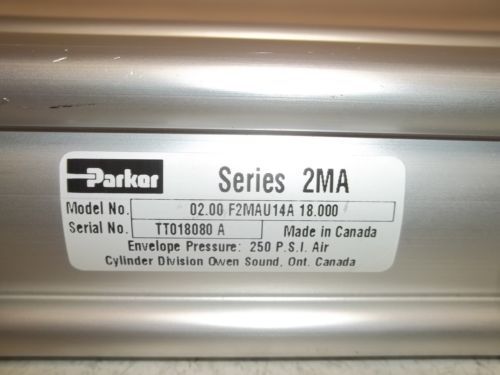 Parker Series 2MA
Model No. 02.00 F2MAU14A 18.000
Serial No. TT018080 A Made in Canada
Envelope Pressure: 250 P.S.I. Air
Cylinder Division Owen Sound, Ont. Canada